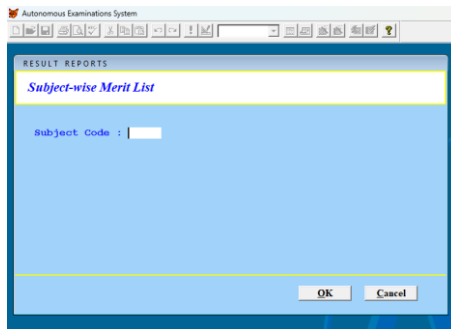 Autonomous Examinations System
RESULT REPORTS
Subject-wise Merit List
Subject Code :
OK Cancel